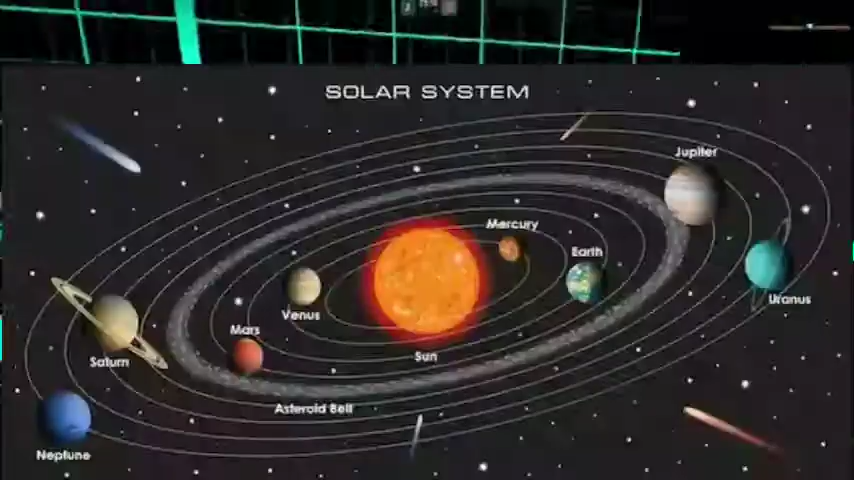 SOLAR SYSTEM
Jupiter
Mercury
Earth
Uranus
Venus
Mars
Sun
Saturn
Asteroid Belt
Neptune